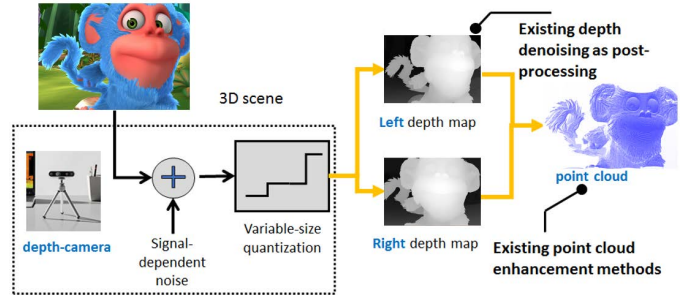 3D scene
depth-camera
Signal-
dependent
noise
Variable-size
quantization
Left depth map
Right depth map
Existing depth
denoising as post-
processing
point cloud
Existing point cloud
enhancement methods